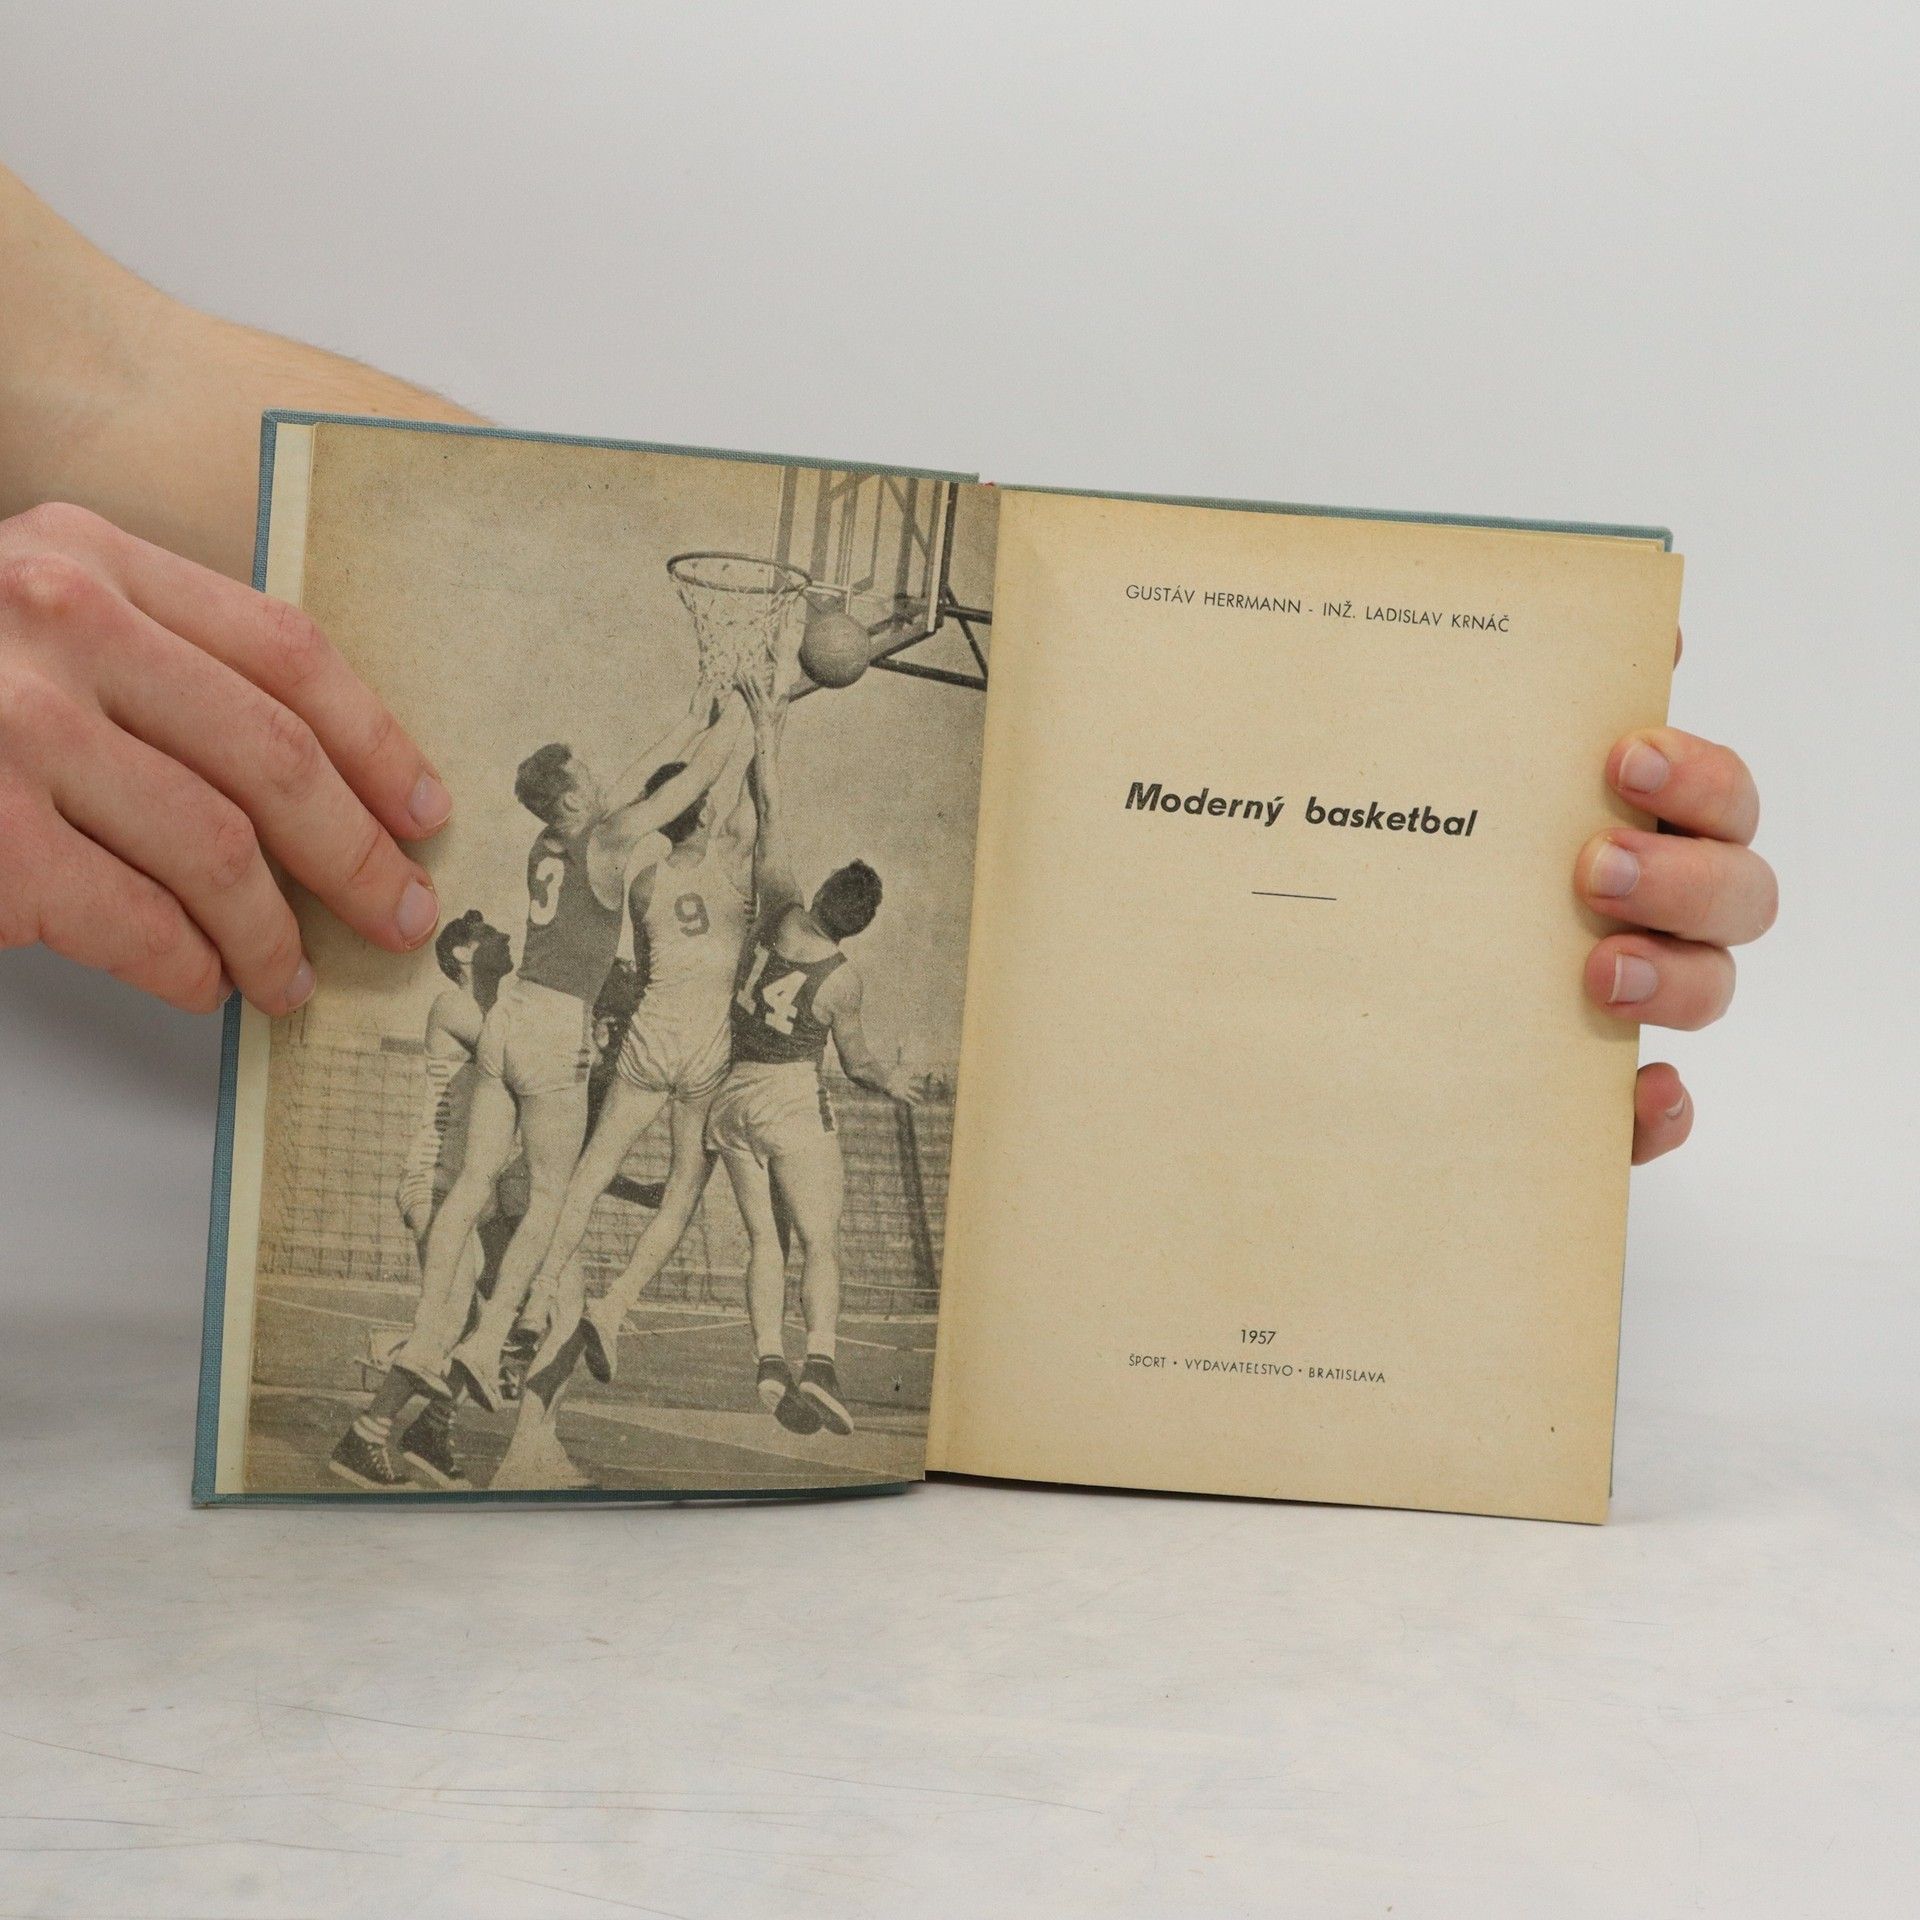 3
9
14
GUSTÁV HERRMANN - INŽ. LADISLAV KRNÁČ
Moderný basketbal
1957
ŠPORT • VYDAVATEĽSTVO • BRATISLAVA